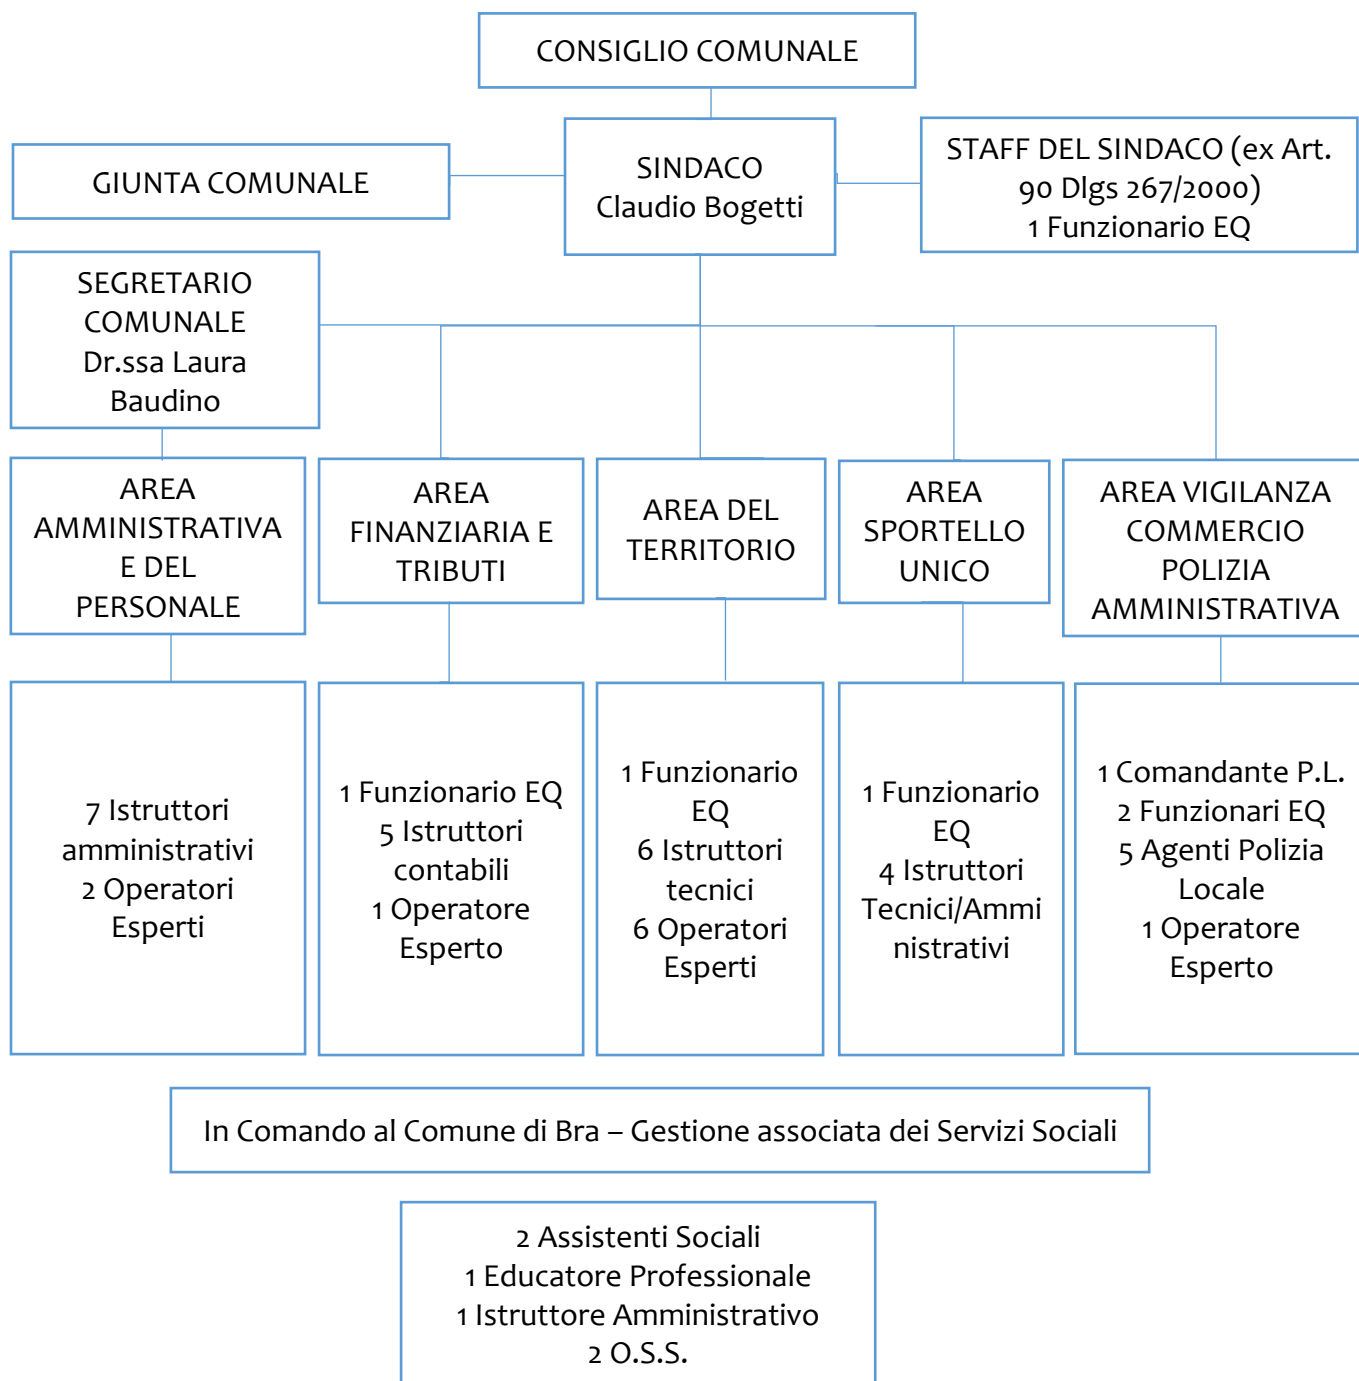 CONSIGLIO COMUNALE
GIUNTA COMUNALE
SINDACO
Claudio Bogetti
STAFF DEL SINDACO (ex Art.
90 Dlgs 267/2000)
1 Funzionario EQ
SEGRETARIO
COMUNALE
Dr.ssa Laura
Baudino
AREA
AMMINISTRATIVA
E DEL
PERSONALE
AREA
FINANZIARIA E
TRIBUTI
AREA DEL
TERRITORIO
AREA
SPORTELLO
UNICO
AREA VIGILANZA
COMMERCIO
POLIZIA
AMMINISTRATIVA
7 Istruttori
amministrativi
2 Operatori
Esperti
1 Funzionario EQ
5 Istruttori
contabili
1 Operatore
Esperto
1 Funzionario
EQ
6 Istruttori
tecnici
6 Operatori
Esperti
1 Funzionario
EQ
4 Istruttori
Tecnici/Ammi
nistrativi
1 Comandante P.L.
2 Funzionari EQ
5 Agenti Polizia
Locale
1 Operatore
Esperto
In Comando al Comune di Bra – Gestione associata dei Servizi Sociali
2 Assistenti Sociali
1 Educatore Professionale
1 Istruttore Amministrativo
2 O.S.S.